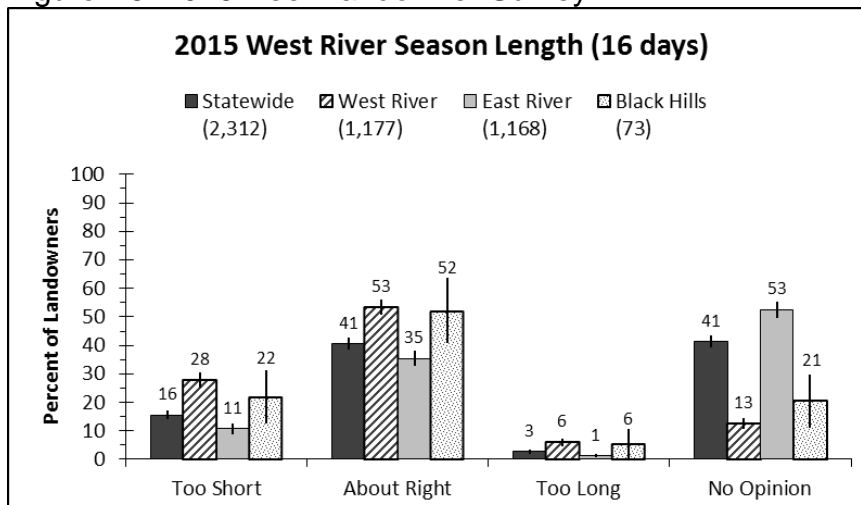 2015 West River Season Length (16 days)
Statewide West River East River Black Hills
(2,312) (1,177) (1,168) (73)
Percent of Landowners
100
90
80
70
60
50
40
30
20
10
0
16 28 11 22
41 53 35 52
3 6 1 6
41 13 53 21
Too Short About Right Too Long No Opinion